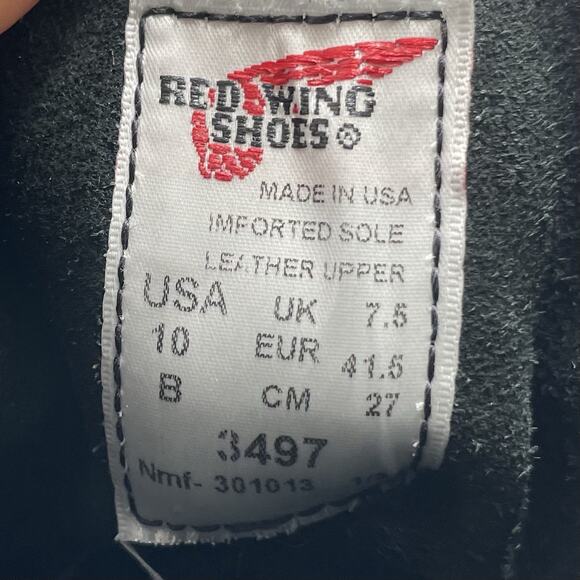 RED WING
SHOES ®
MADE IN USA
IMPORTED SOLE
LEATHER UPPER
USA UK 7.5
10 EUR 41.5
B CM 27
3497
Nmf- 301013